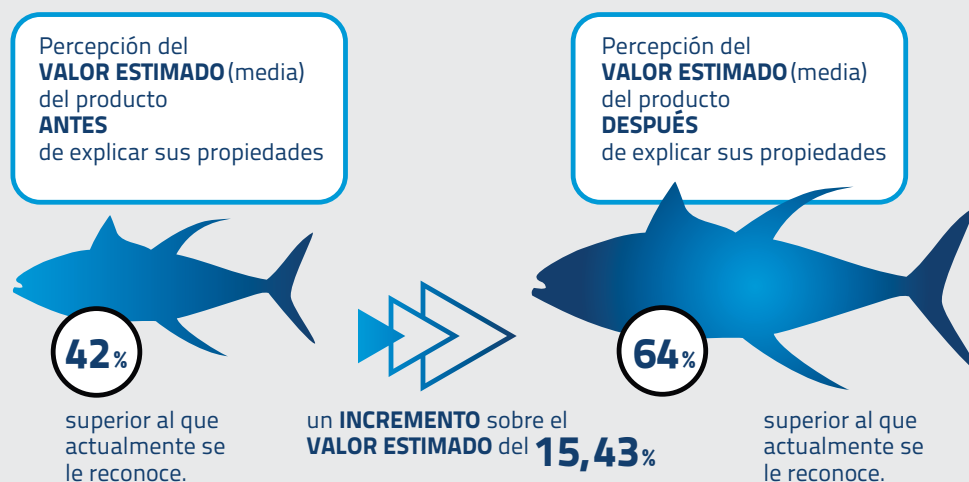 Percepción del
VALOR ESTIMADO (media)
del producto
ANTES
de explicar sus propiedades
42%
superior al que
actualmente se
le reconoce.
un INCREMENTO sobre el
VALOR ESTIMADO del 15,43%
Percepción del
VALOR ESTIMADO (media)
del producto
DESPUÉS
de explicar sus propiedades
64%
superior al que
actualmente se
le reconoce.